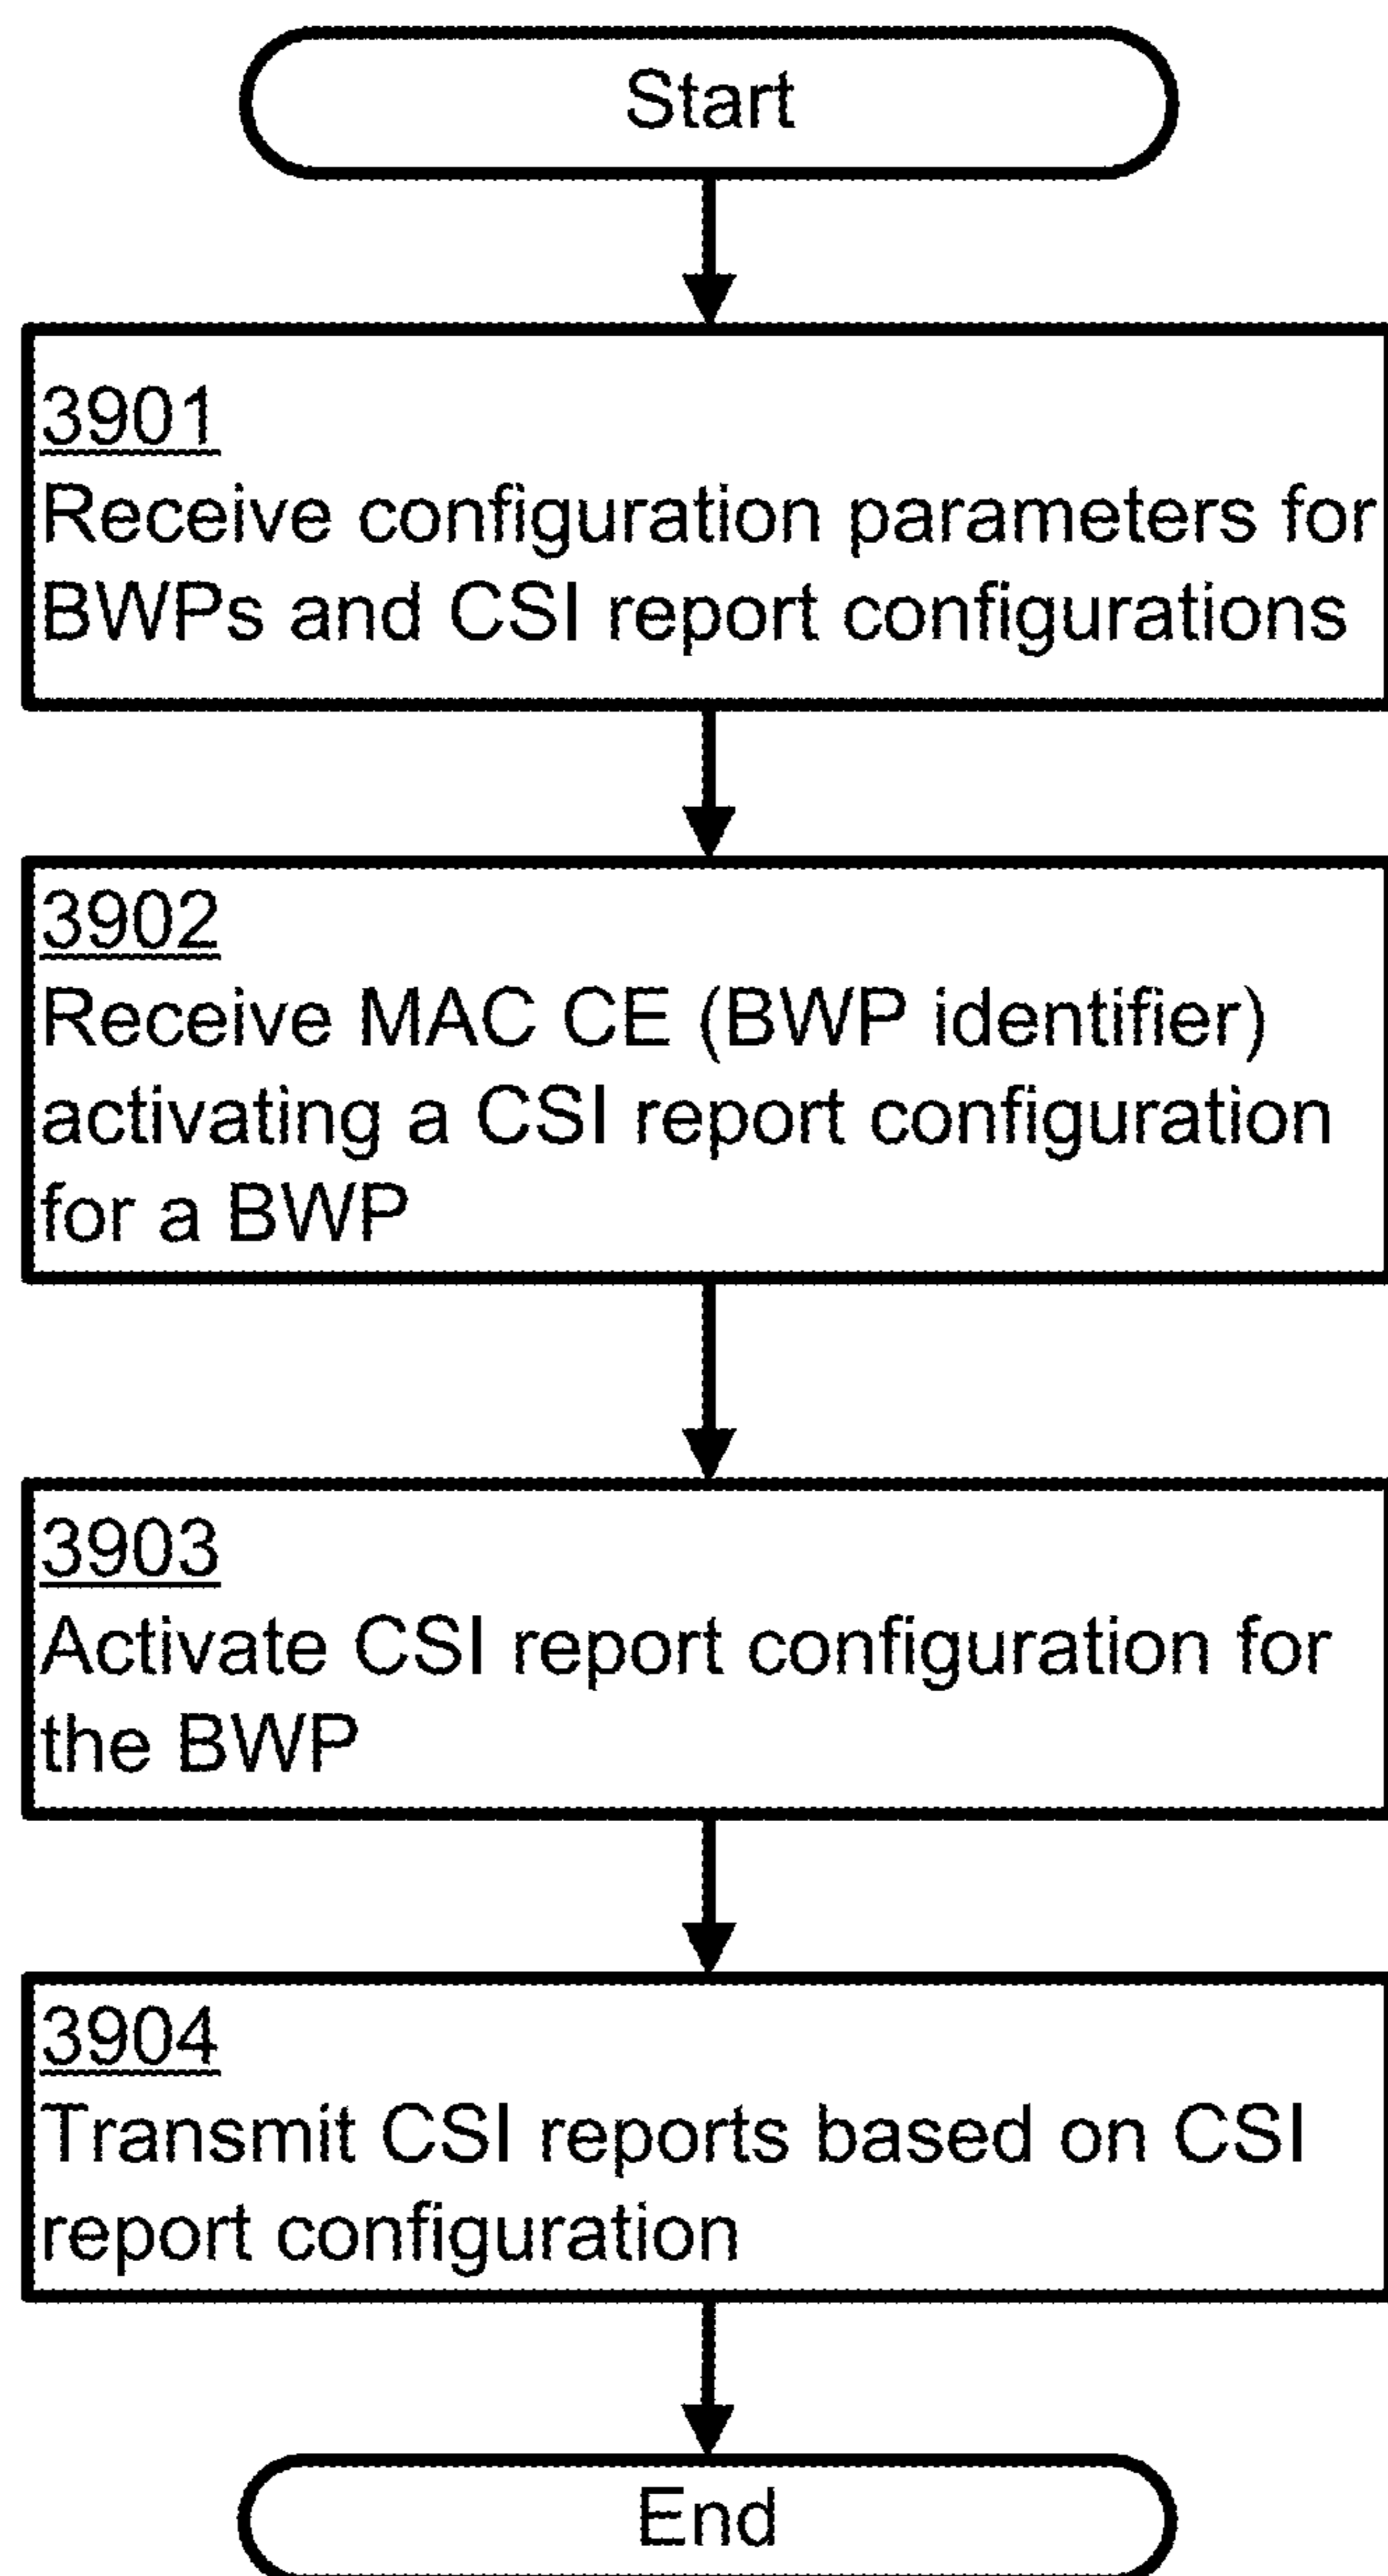 Start
3901
Receive configuration parameters for
BWPs and CSI report configurations
3902
Receive MAC CE (BWP identifier)
activating a CSI report configuration
for a BWP
3903
Activate CSI report configuration for
the BWP
3904
Transmit CSI reports based on CSI
report configuration
End